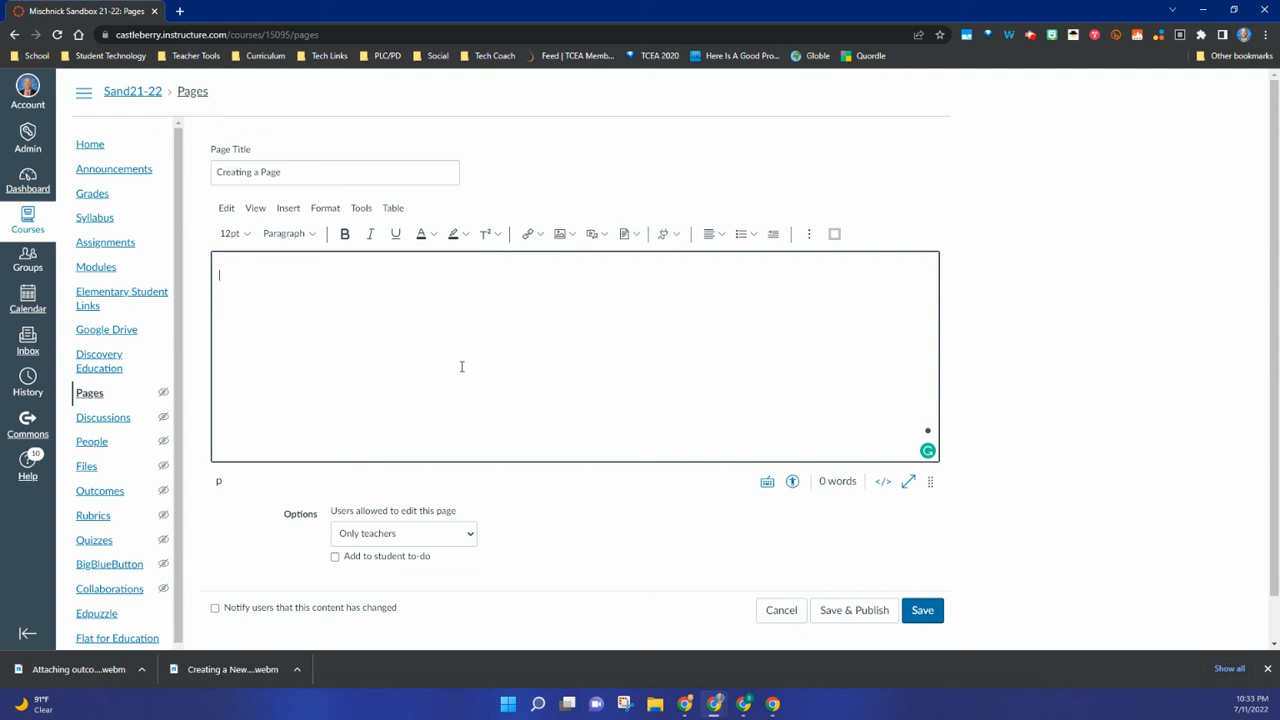 Mischnick Sandbox 21-22: Pages
castleberry.instructure.com/courses/15095/pages
School
Student Technology
Teacher Tools
Curriculum
Tech Links
PLC/PD
Social
Tech Coach
Feed | TCEA Memb...
TCEA 2020
Here Is A Good Pro...
Globle
Quordle
Other bookmarks
Account
Admin
Dashboard
Courses
Groups
Calendar
Inbox
History
Commons
10
Help
Sand21-22 › Pages
Home
Announcements
Grades
Syllabus
Assignments
Modules
Elementary Student
Links
Google Drive
Discovery
Education
Pages
Discussions
People
Files
Outcomes
Rubrics
Quizzes
BigBlueButton
Collaborations
Edpuzzle
Flat for Education
Page Title
Creating a Page
Edit View Insert Format Tools Table
12pt Paragraph B I U A T²
p
0 words </>
Options
Users allowed to edit this page
Only teachers
Add to student to-do
Notify users that this content has changed
Cancel
Save & Publish
Save
Attaching outco....webm
Creating a New....webm
Show all
91°F
Clear
10:33 PM
7/11/2022